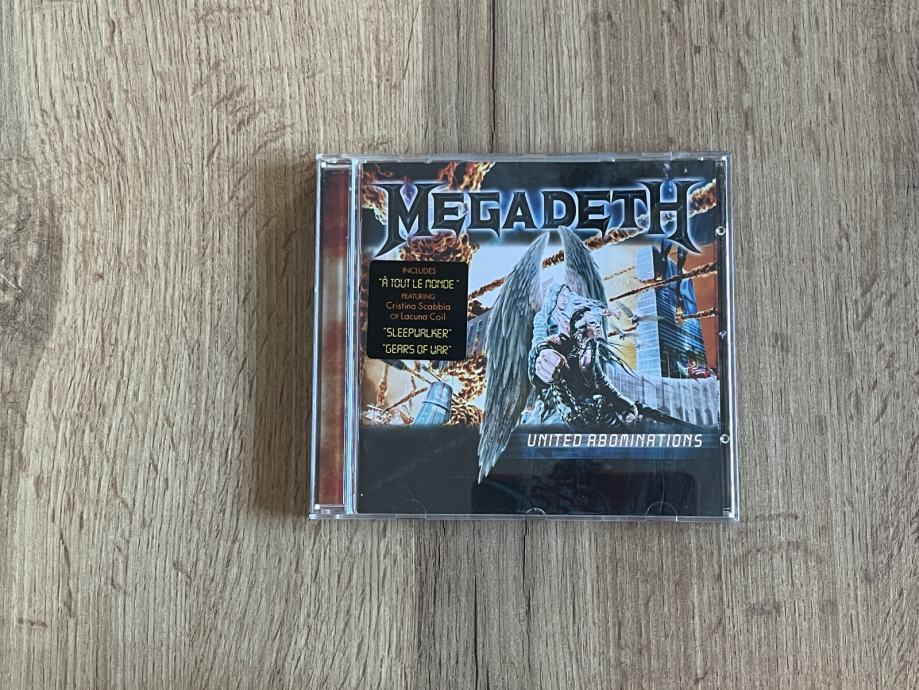 MEGADETH
INCLUDES
"À TOUT LE MONDE"
FEATURING
Cristina Scabbia
OF Lacuna Coil
"SLEEPWALKER"
"GEARS OF WAR"
UNITED ABOMINATIONS